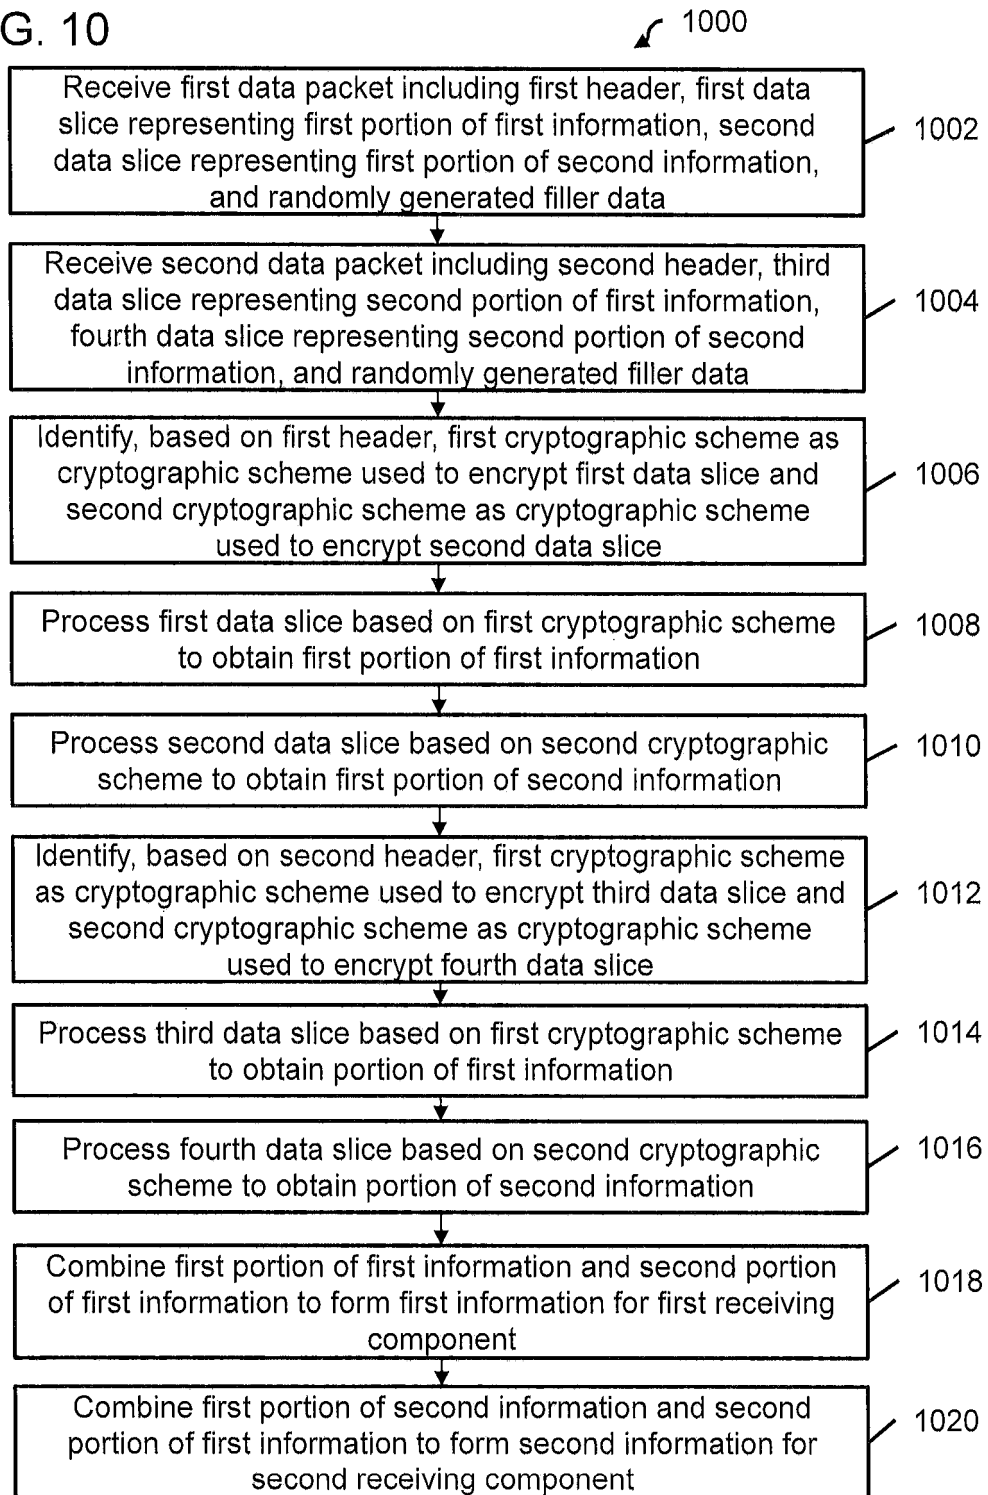 G. 10
1000
Receive first data packet including first header, first data
slice representing first portion of first information, second
data slice representing first portion of second information,
and randomly generated filler data
1002
Receive second data packet including second header, third
data slice representing second portion of first information,
fourth data slice representing second portion of second
information, and randomly generated filler data
1004
Identify, based on first header, first cryptographic scheme as
cryptographic scheme used to encrypt first data slice and
second cryptographic scheme as cryptographic scheme
used to encrypt second data slice
1006
Process first data slice based on first cryptographic scheme
to obtain first portion of first information
1008
Process second data slice based on second cryptographic
scheme to obtain first portion of second information
1010
Identify, based on second header, first cryptographic scheme
as cryptographic scheme used to encrypt third data slice and
second cryptographic scheme as cryptographic scheme
used to encrypt fourth data slice
1012
Process third data slice based on first cryptographic scheme
to obtain portion of first information
1014
Process fourth data slice based on second cryptographic
scheme to obtain portion of second information
1016
Combine first portion of first information and second portion
of first information to form first information for first receiving
component
1018
Combine first portion of second information and second
portion of first information to form second information for
second receiving component
1020